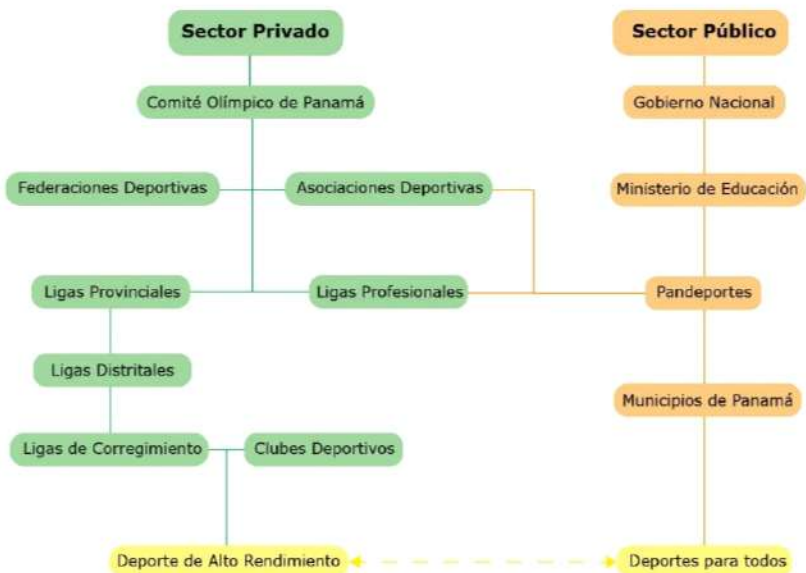 Sector Privado
Sector Público
Comité Olímpico de Panamá
Gobierno Nacional
Federaciones Deportivas
Asociaciones Deportivas
Ministerio de Educación
Ligas Provinciales
Ligas Profesionales
Pandeportes
Ligas Distritales
Municipios de Panamá
Ligas de Corregimiento
Clubes Deportivos
Deporte de Alto Rendimiento
Deportes para todos